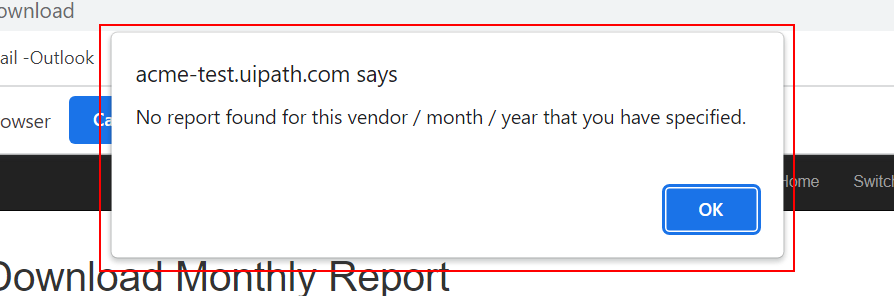 ownload
ail -Outlook
acme-test.uipath.com says
No report found for this vendor / month / year that you have specified.
owser
Ca
OK
Home
Switch
Download Monthly Report